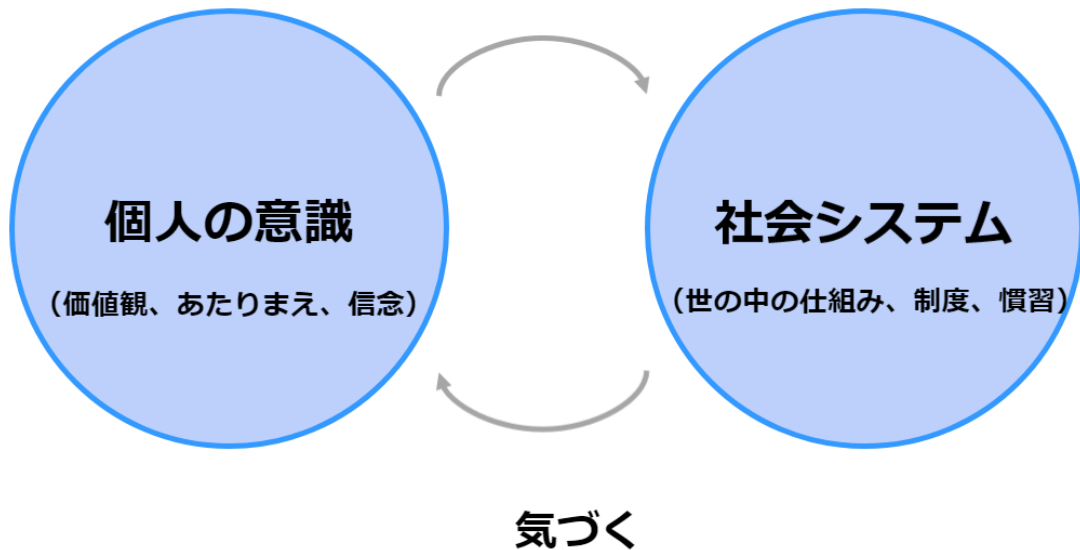 個人の意識
（価値観、あたりまえ、信念）
社会システム
（世の中の仕組み、制度、慣習）
気づく